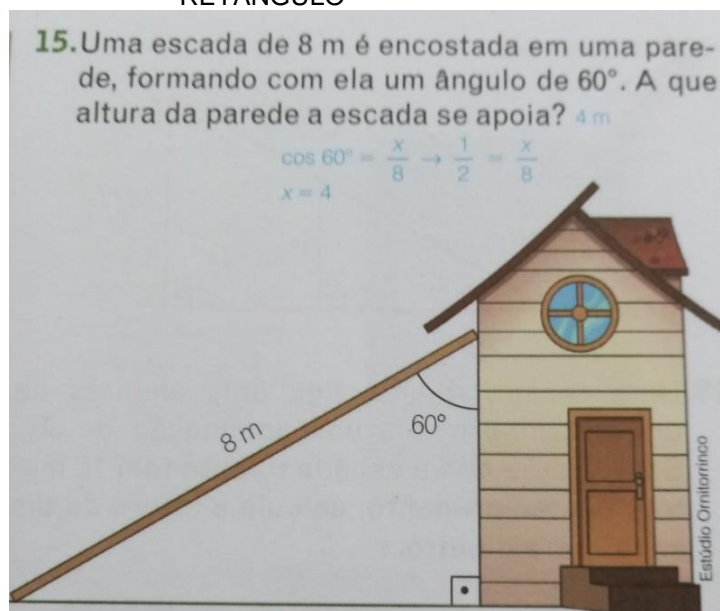 RETÂNGULO
15. Uma escada de 8 m é encostada em uma pare-
de, formando com ela um ângulo de 60°. A que
altura da parede a escada se apoia? 4 m
cos 60° = x/8 → 1/2 = x/8
x = 4
8 m
60°
Estúdio Ornitorrinco